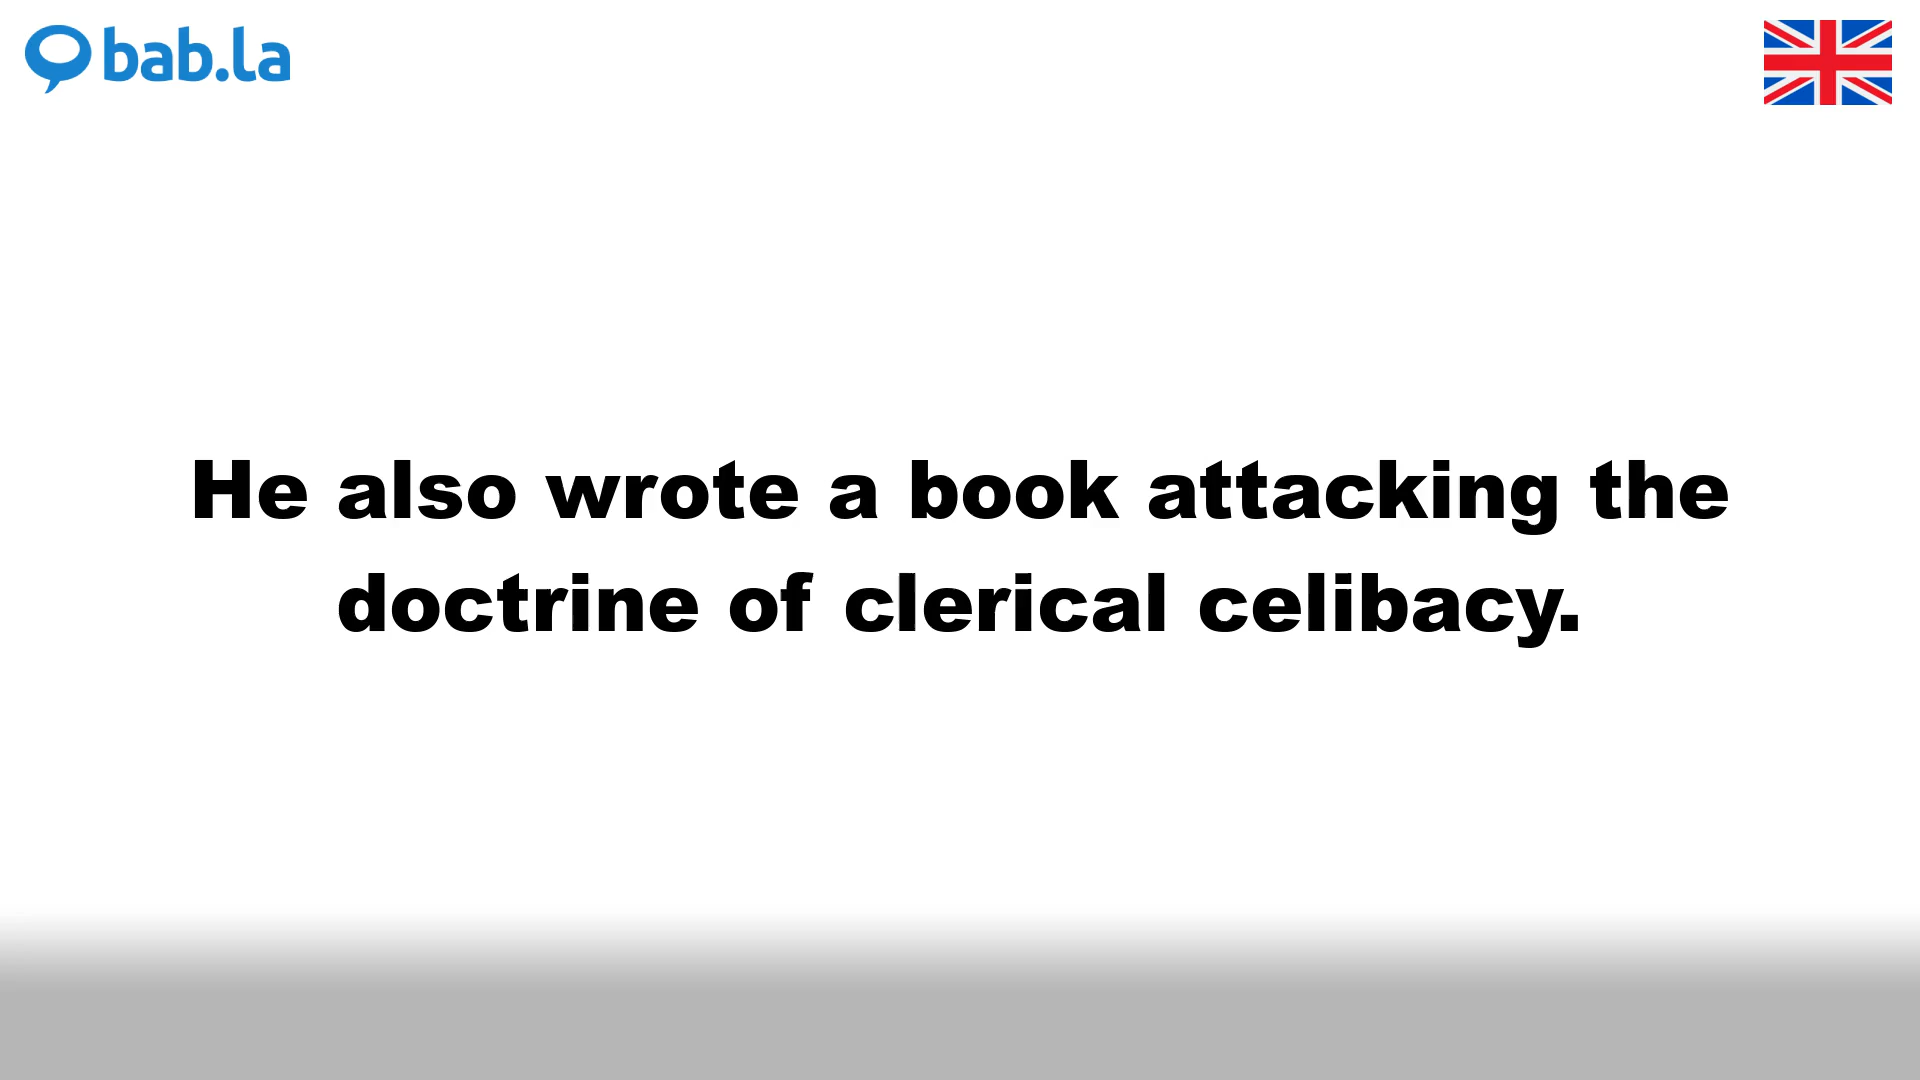 bab.la
He also wrote a book attacking the
doctrine of clerical celibacy.